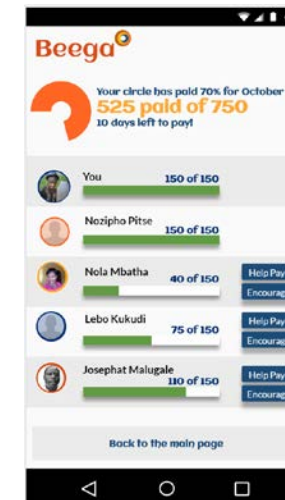 Beega
Your circle has paid 70% for October
525 paid of 750
10 days left to pay!
You
150 of 150
Nozipho Pitse
150 of 150
Nola Mbatha
40 of 150
Help Pay
Encourag
Lebo Kukudi
75 of 150
Help Pay
Encourag
Josephat Malugale
110 of 150
Help Pay
Encourag
Back to the main page